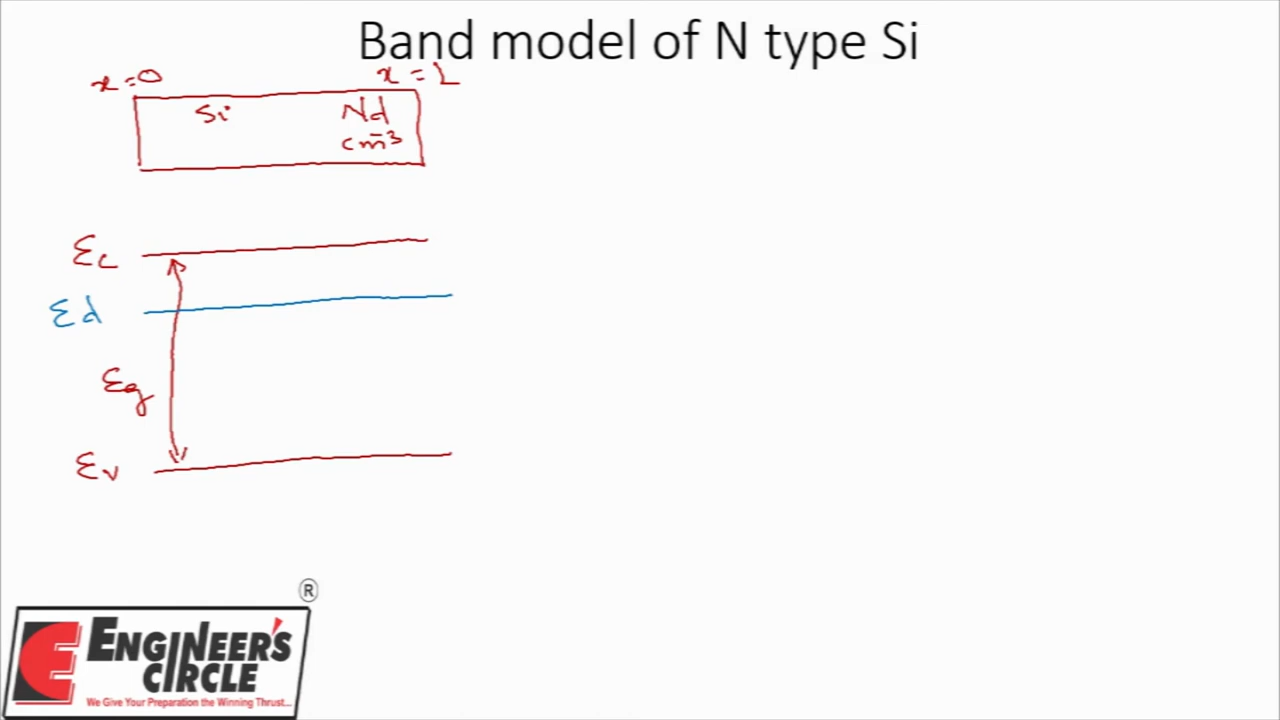 Band model of N type Si
x=0
x = L
Si
Nd
cm⁻³
Ec
Ed
Eg
Ev
®
ENGINEER'S
CIRCLE
We Give Your Preparation the Winning Thrust...